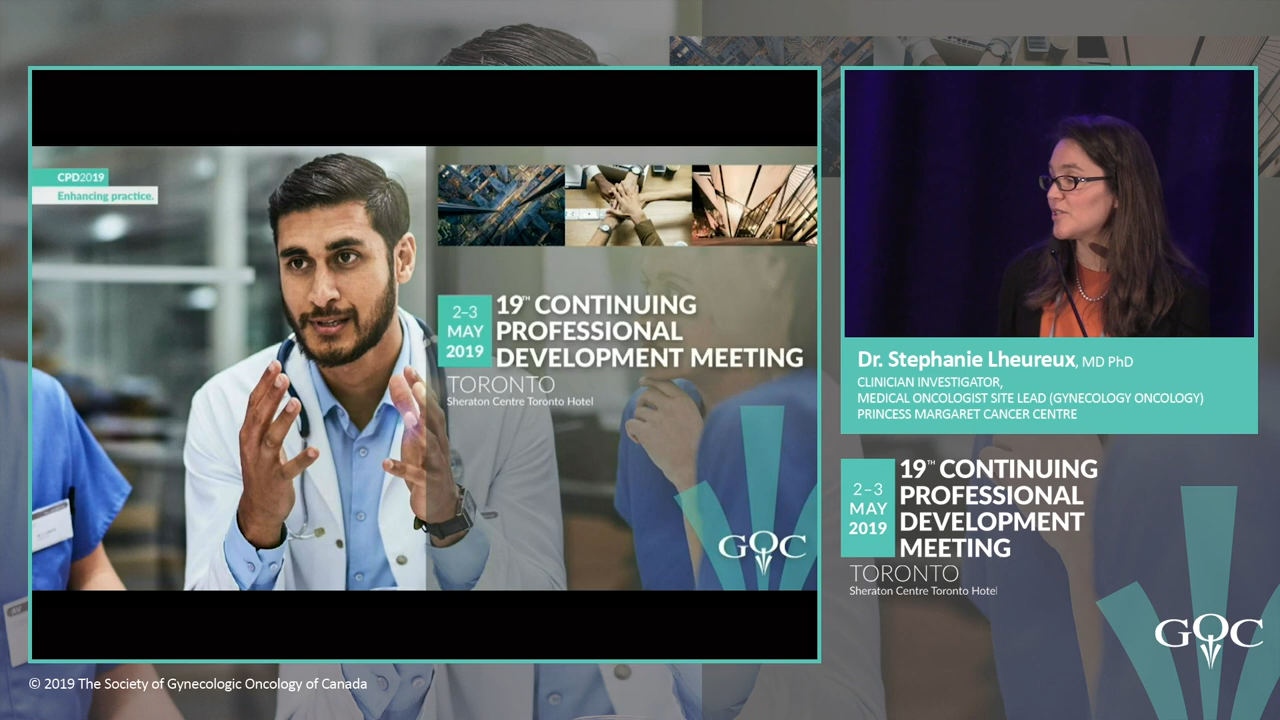 CPD2019
Enhancing practice.
2–3
MAY
2019
19TH CONTINUING
PROFESSIONAL
DEVELOPMENT MEETING
TORONTO
Sheraton Centre Toronto Hotel
GOC
Dr. Stephanie Lheureux, MD PhD
CLINICIAN INVESTIGATOR,
MEDICAL ONCOLOGIST SITE LEAD (GYNECOLOGY ONCOLOGY)
PRINCESS MARGARET CANCER CENTRE
2–3
MAY
2019
19TH CONTINUING
PROFESSIONAL
DEVELOPMENT
MEETING
TORONTO
Sheraton Centre Toronto Hotel
GOC
© 2019 The Society of Gynecologic Oncology of Canada